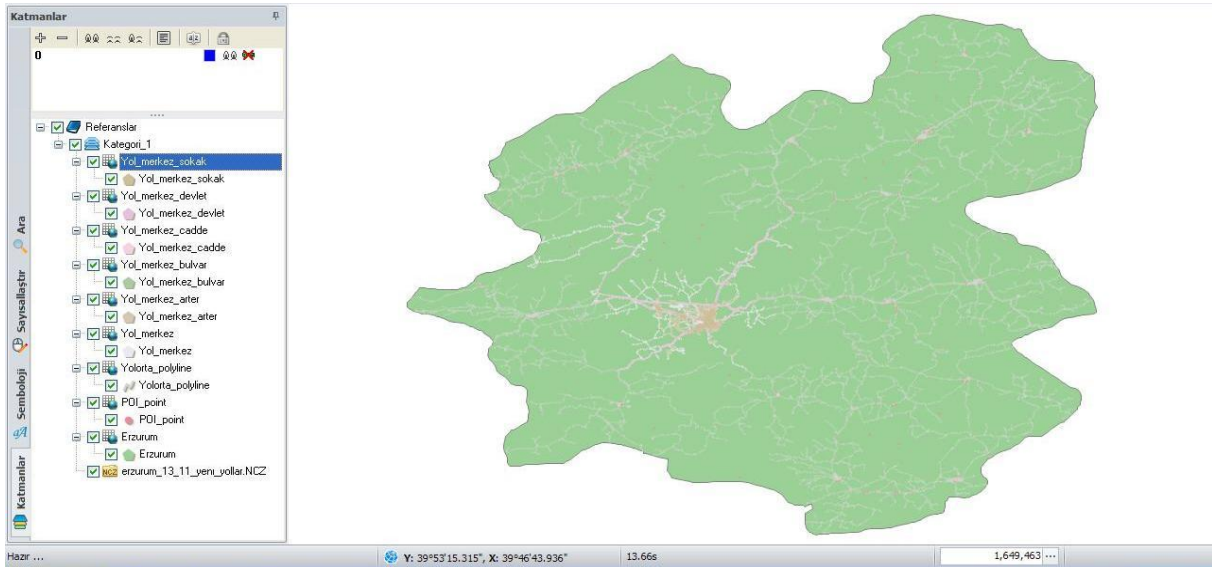 Katmanlar
0
Referanslar
Kategori_1
Yol_merkez_sokak
Yol_merkez_sokak
Yol_merkez_devlet
Yol_merkez_devlet
Yol_merkez_cadde
Yol_merkez_cadde
Yol_merkez_bulvar
Yol_merkez_bulvar
Yol_merkez_arter
Yol_merkez_arter
Yol_merkez
Yol_merkez
Yolorta_polyline
Yolorta_polyline
POI_point
POI_point
Erzurum
Erzurum
NCZ erzurum_13_11_yenı_yollar.NCZ
Ara
Sayısallaştır
Semboloji
Katmanlar
Hazır ...
Y: 39°53'15.315", X: 39°46'43.936"
13.66s
1,649,463 ...